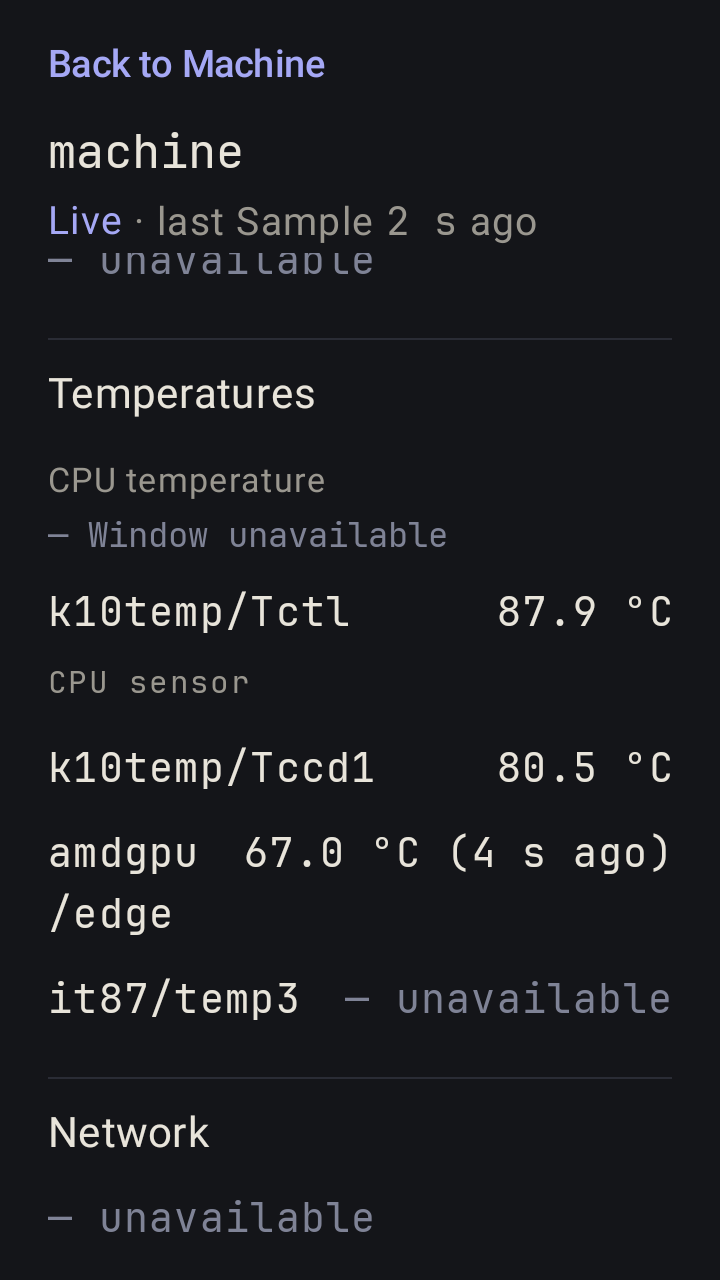 Back to Machine
machine
Live · last Sample 2 s ago
— unavailable
Temperatures
CPU temperature
— Window unavailable
k10temp/Tctl 87.9 °C
CPU sensor
k10temp/Tccd1 80.5 °C
amdgpu 67.0 °C (4 s ago)
/edge
it87/temp3 — unavailable
Network
— unavailable